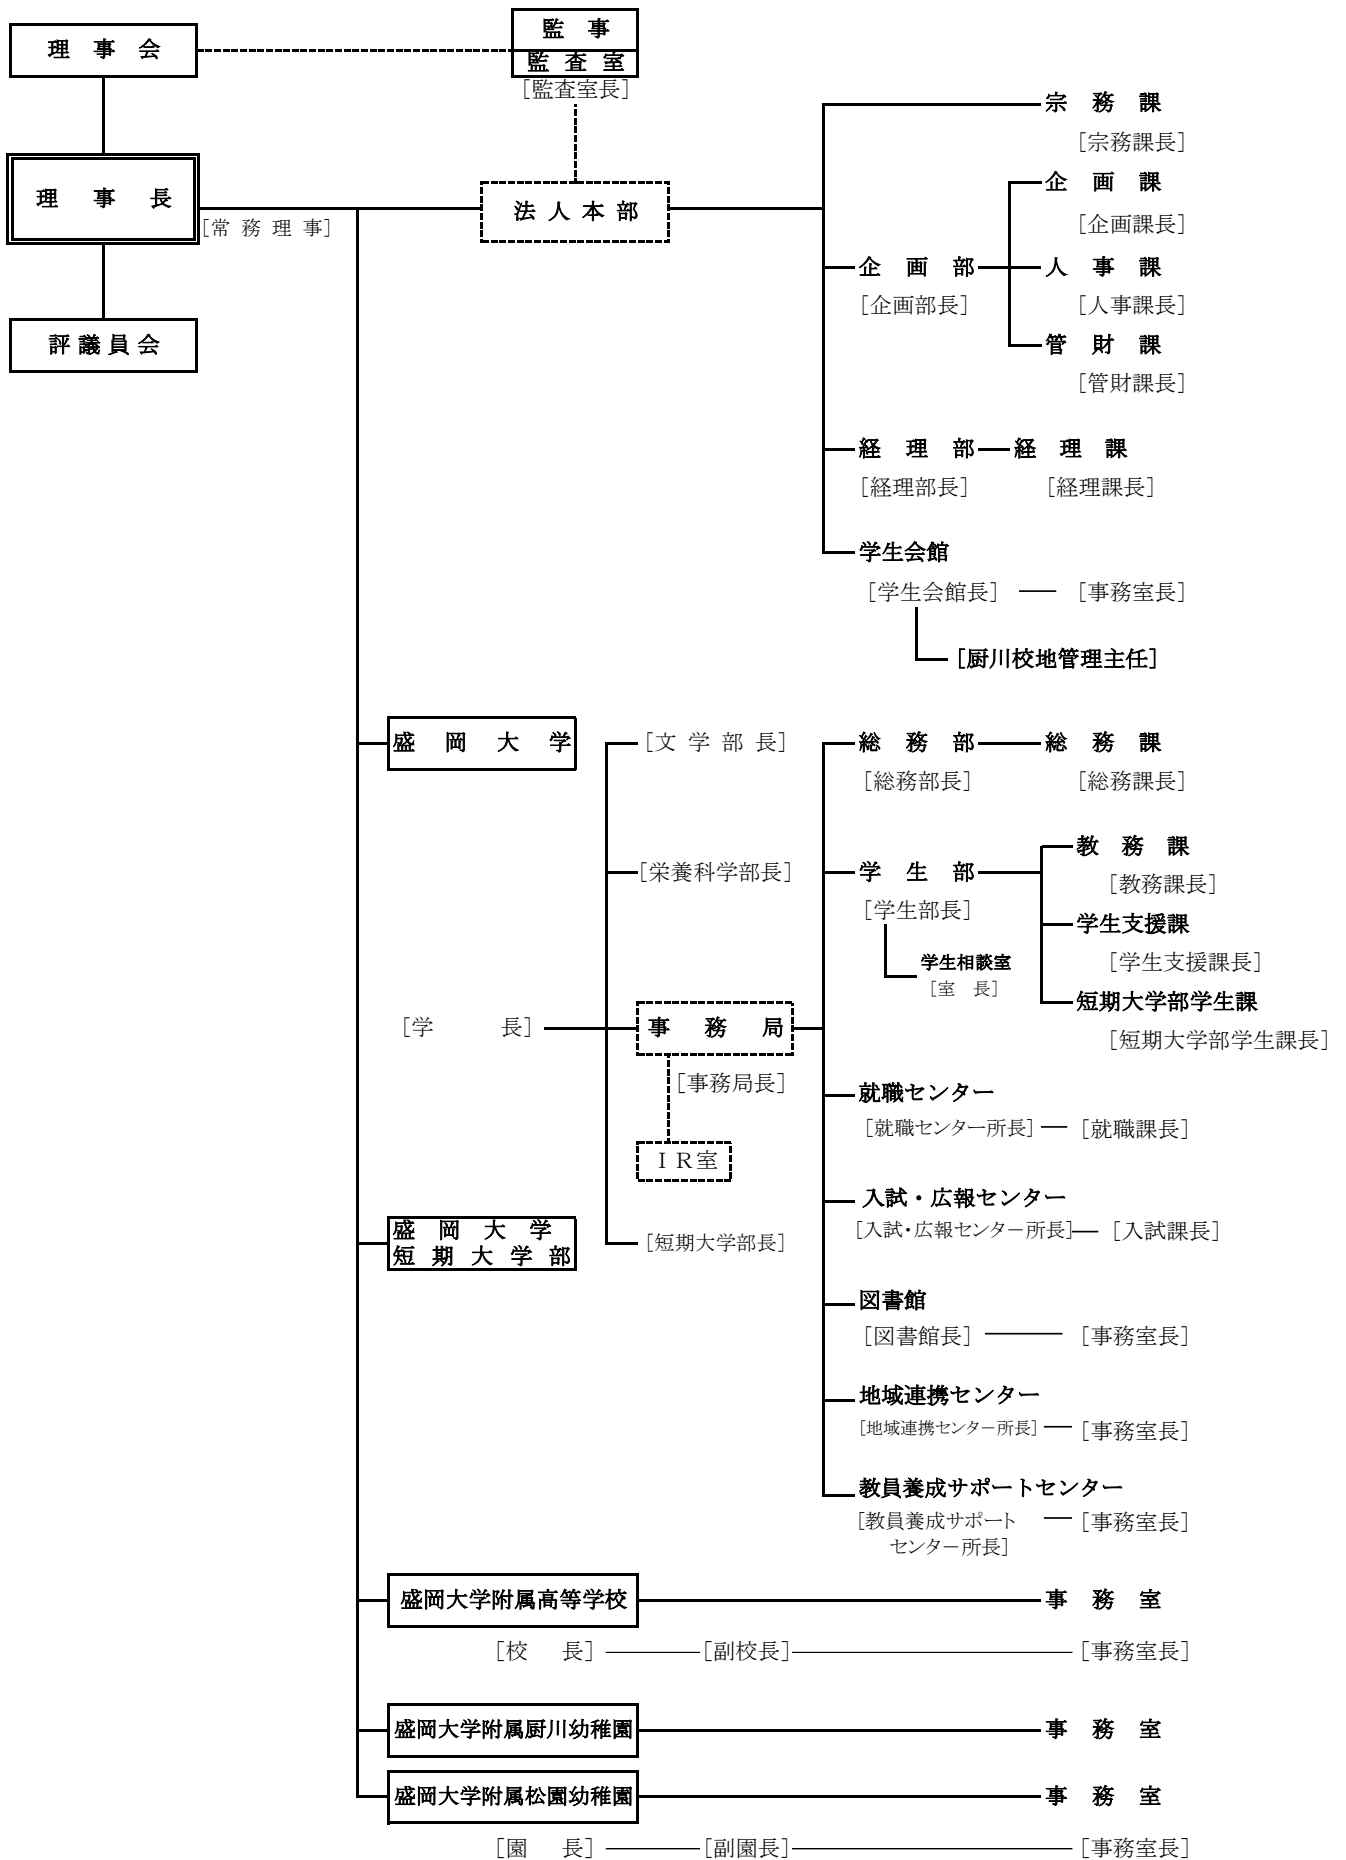 理事会
監事
監査室
[監査室長]
宗務課
[宗務課長]
理事長
[常務理事]
法人本部
企画課
[企画課長]
企画部
人事課
[企画部長]
[人事課長]
評議員会
管財課
[管財課長]
経理部
経理課
[経理部長]
[経理課長]
学生会館
[学生会館長]
[事務室長]
[厨川校地管理主任]
盛岡大学
[文学部長]
総務部
総務課
[総務部長]
[総務課長]
教務課
[栄養科学部長]
学生部
[教務課長]
[学生部長]
学生支援課
学生相談室
[学生支援課長]
[室長]
短期大学部学生課
[学長]
事務局
[短期大学部学生課長]
[事務局長]
就職センター
[就職センター所長]
[就職課長]
ＩＲ室
入試・広報センター
盛岡大学
短期大学部
[短期大学部長]
[入試・広報センター所長]
[入試課長]
図書館
[図書館長]
[事務室長]
地域連携センター
[地域連携センター所長]
[事務室長]
教員養成サポートセンター
[教員養成サポート
センター所長]
[事務室長]
盛岡大学附属高等学校
事務室
[校長]
[副校長]
[事務室長]
盛岡大学附属厨川幼稚園
事務室
盛岡大学附属松園幼稚園
事務室
[園長]
[副園長]
[事務室長]